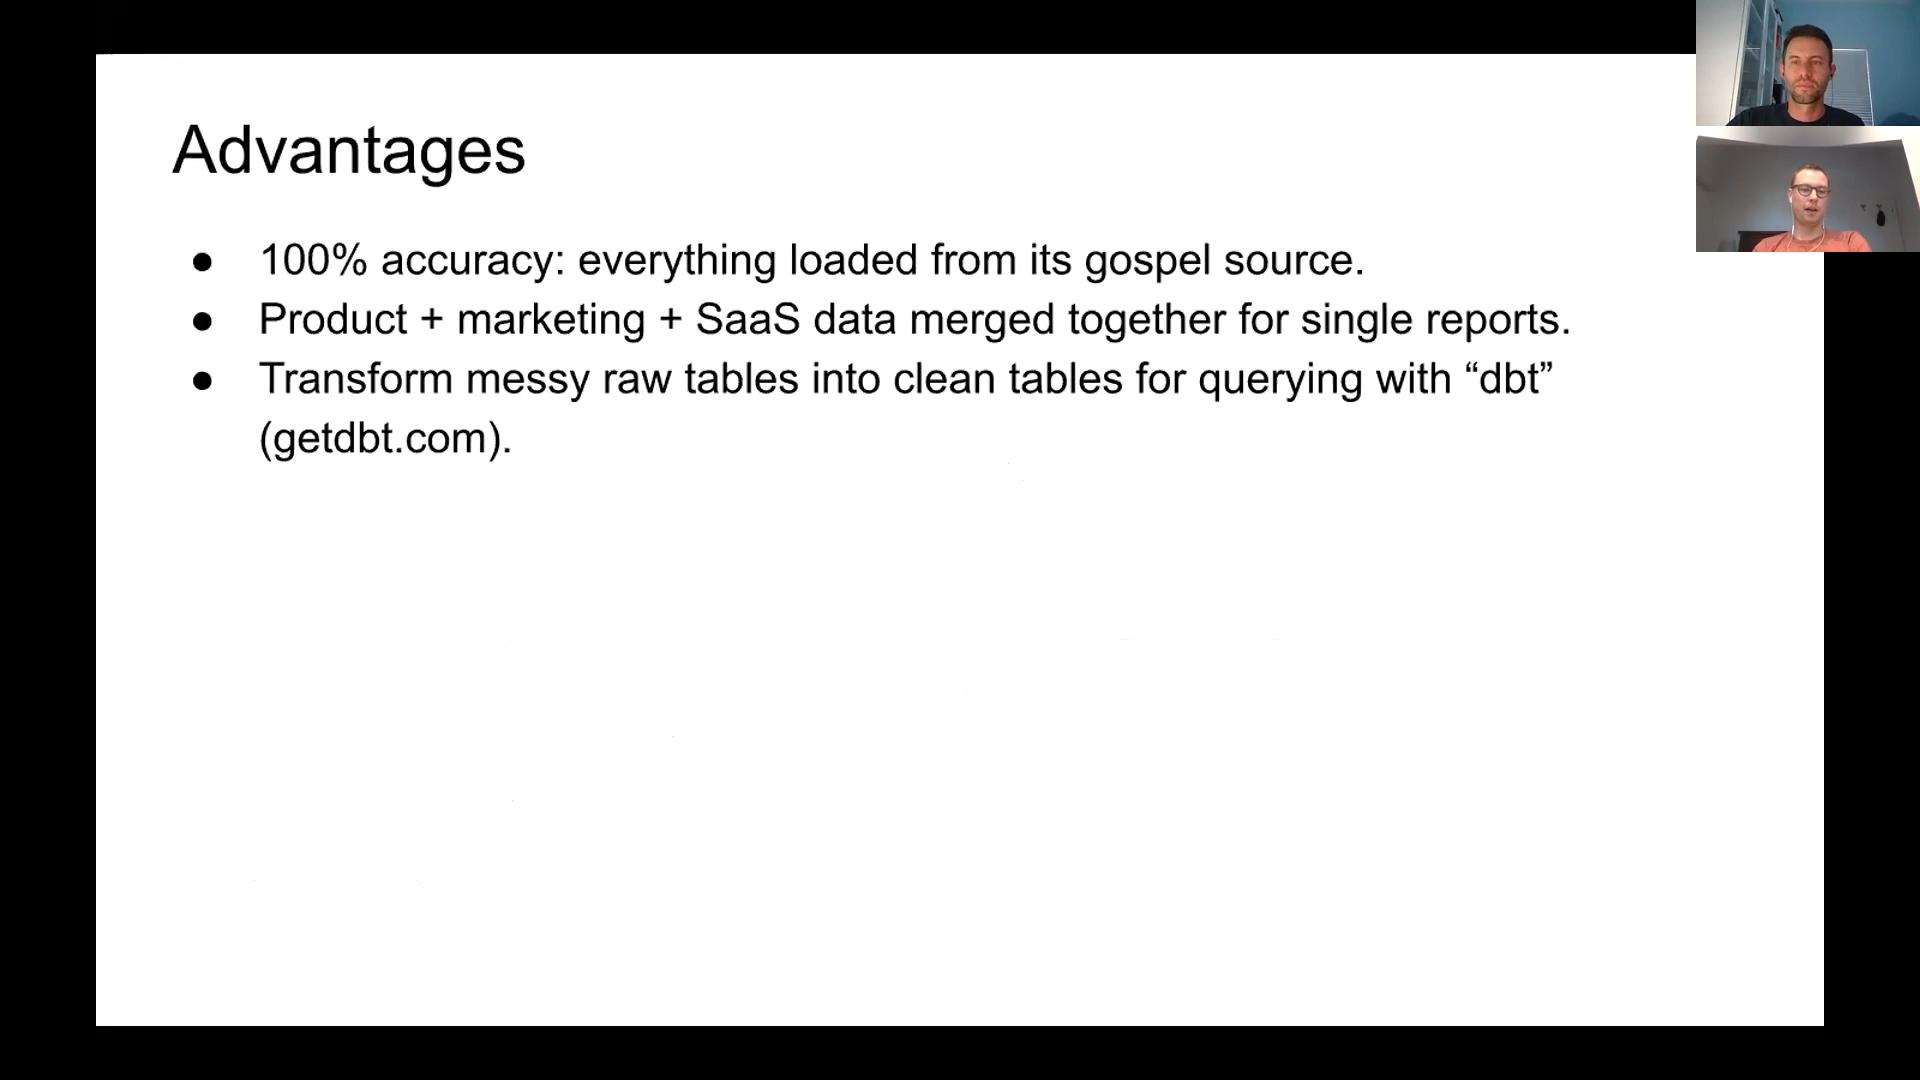 Advantages
● 100% accuracy: everything loaded from its gospel source.
● Product + marketing + SaaS data merged together for single reports.
● Transform messy raw tables into clean tables for querying with “dbt”
(getdbt.com).